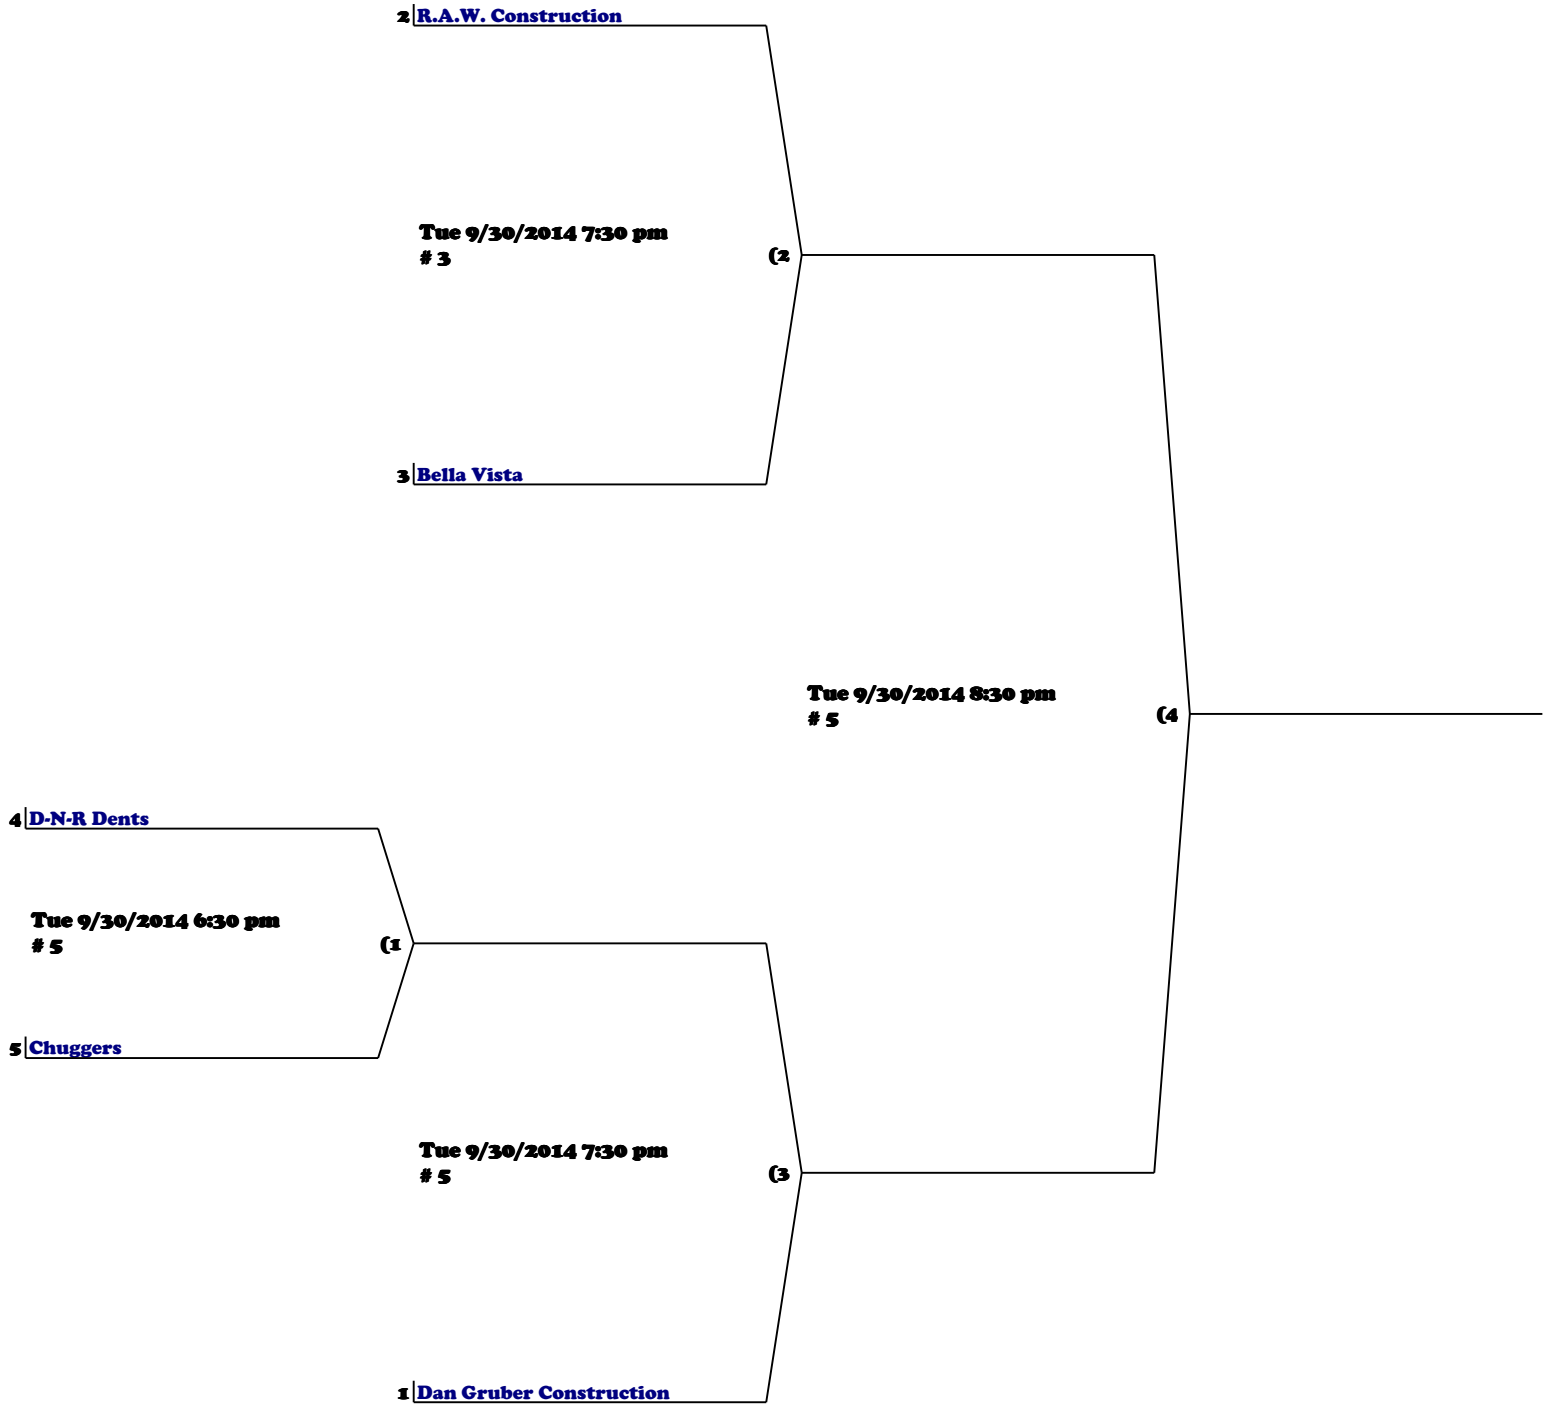 2 R.A.W. Construction
Tue 9/30/2014 7:30 pm
# 3
(2
3 Bella Vista
Tue 9/30/2014 8:30 pm
# 5
(4
4 D-N-R Dents
Tue 9/30/2014 6:30 pm
# 5
(1
5 Chuggers
Tue 9/30/2014 7:30 pm
# 5
(3
1 Dan Gruber Construction